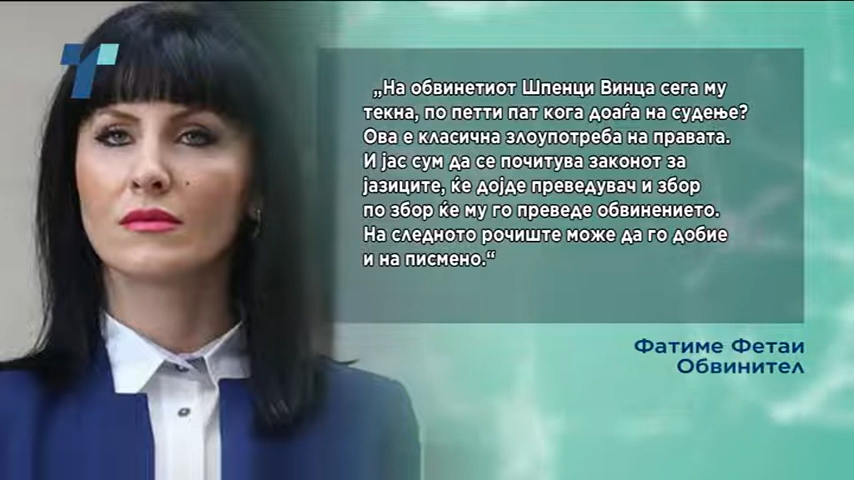 „На обвинетиот Шпенци Винца сега му
текна, по петти пат кога доаѓа на судење?
Ова е класична злоупотреба на правата.
И јас сум да се почитува законот за
јазиците, ќе дојде преведувач и збор
по збор ќе му го преведе обвинението.
На следното рочиште може да го добие
и на писмено.“
Фатиме Фетаи
Обвинител